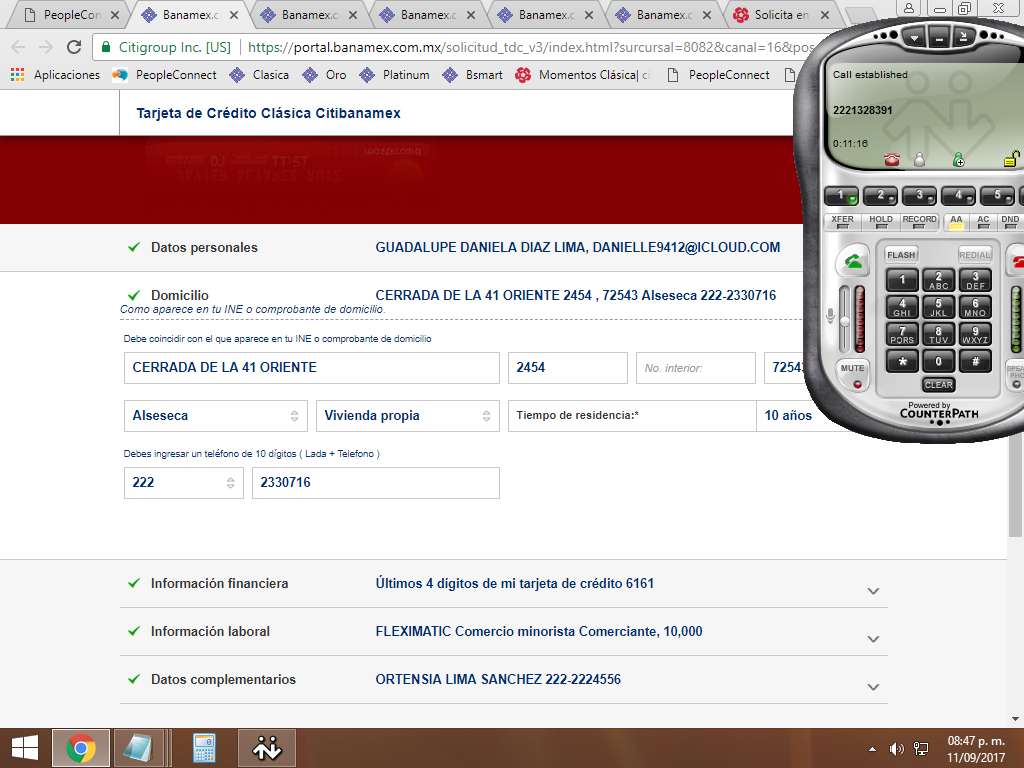 PeopleCon
Banamex.c
Banamex.c
Banamex.c
Banamex.c
Banamex.c
Solicita en
Citigroup Inc. [US]
https://portal.banamex.com.mx/solicitud_tdc_v3/index.html?surcursal=8082&canal=16&pos
Aplicaciones
PeopleConnect
Clasica
Oro
Platinum
Bsmart
Momentos Clásica| ci
PeopleConnect
Tarjeta de Crédito Clásica Citibanamex
Datos personales
GUADALUPE DANIELA DIAZ LIMA, DANIELLE9412@ICLOUD.COM
Domicilio
CERRADA DE LA 41 ORIENTE 2454 , 72543 Alseseca 222-2330716
Como aparece en tu INE o comprobante de domicilio.
Debe coincidir con el que aparece en tu INE o comprobante de domicilio
CERRADA DE LA 41 ORIENTE
2454
No. interior:
72543
Alseseca
Vivienda propia
Tiempo de residencia:*
10 años
Debes ingresar un teléfono de 10 dígitos ( Lada + Telefono )
222
2330716
Información financiera
Últimos 4 dígitos de mi tarjeta de crédito 6161
Información laboral
FLEXIMATIC Comercio minorista Comerciante, 10,000
Datos complementarios
ORTENSIA LIMA SANCHEZ 222-2224556
Call established
2221328391
0:11:16
1 2 3 4 5
XFER HOLD RECORD AA AC DND
FLASH REDIAL
1 2 ABC 3 DEF
4 GHI 5 JKL 6 MNO
7 PQRS 8 TUV 9 WXYZ
* 0 #
MUTE
CLEAR
SPEA
PHO
Powered by
COUNTERPATH
08:47 p. m.
11/09/2017